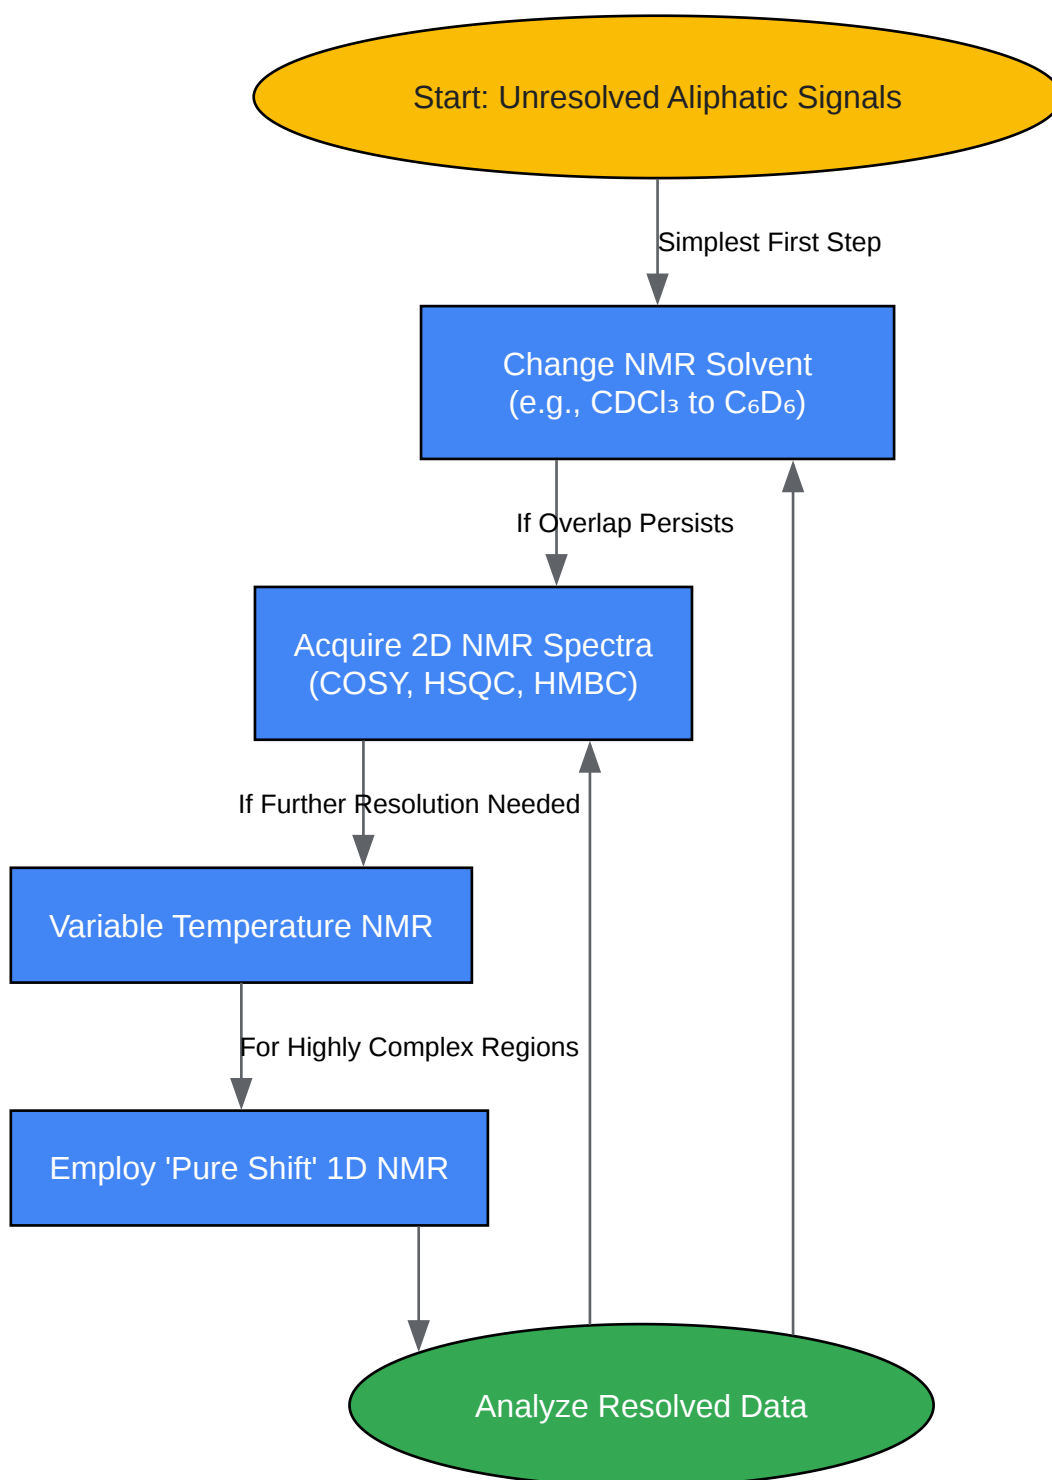 Start: Unresolved Aliphatic Signals
Simplest First Step
Change NMR Solvent
(e.g., CDCl₃ to C₆D₆)
If Overlap Persists
Acquire 2D NMR Spectra
(COSY, HSQC, HMBC)
If Further Resolution Needed
Variable Temperature NMR
For Highly Complex Regions
Employ 'Pure Shift' 1D NMR
Analyze Resolved Data